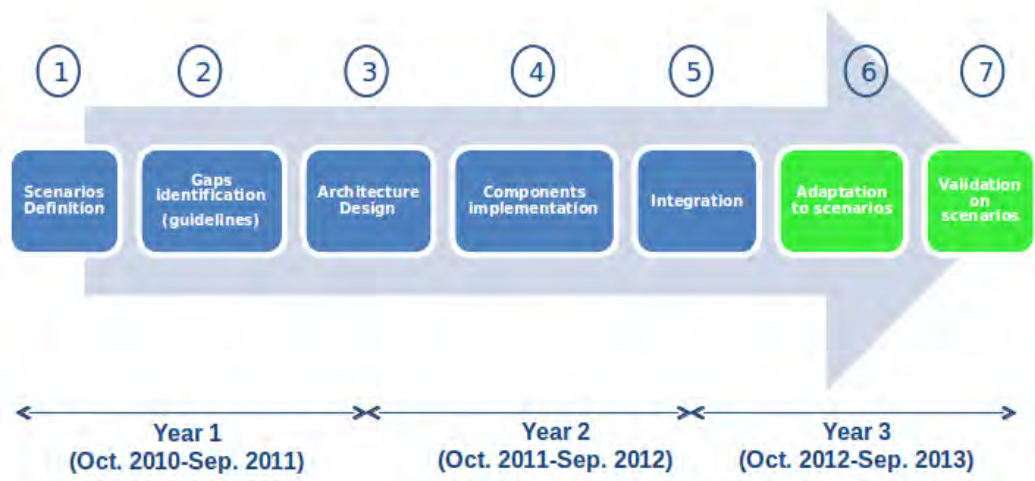 1
2
3
4
5
6
7
Scenarios
Definition
Gaps
identification
(guidelines)
Architecture
Design
Components
implementation
Integration
Adaptation
to scenarios
Validation
on
scenarios
Year 1
(Oct. 2010-Sep. 2011)
Year 2
(Oct. 2011-Sep. 2012)
Year 3
(Oct. 2012-Sep. 2013)